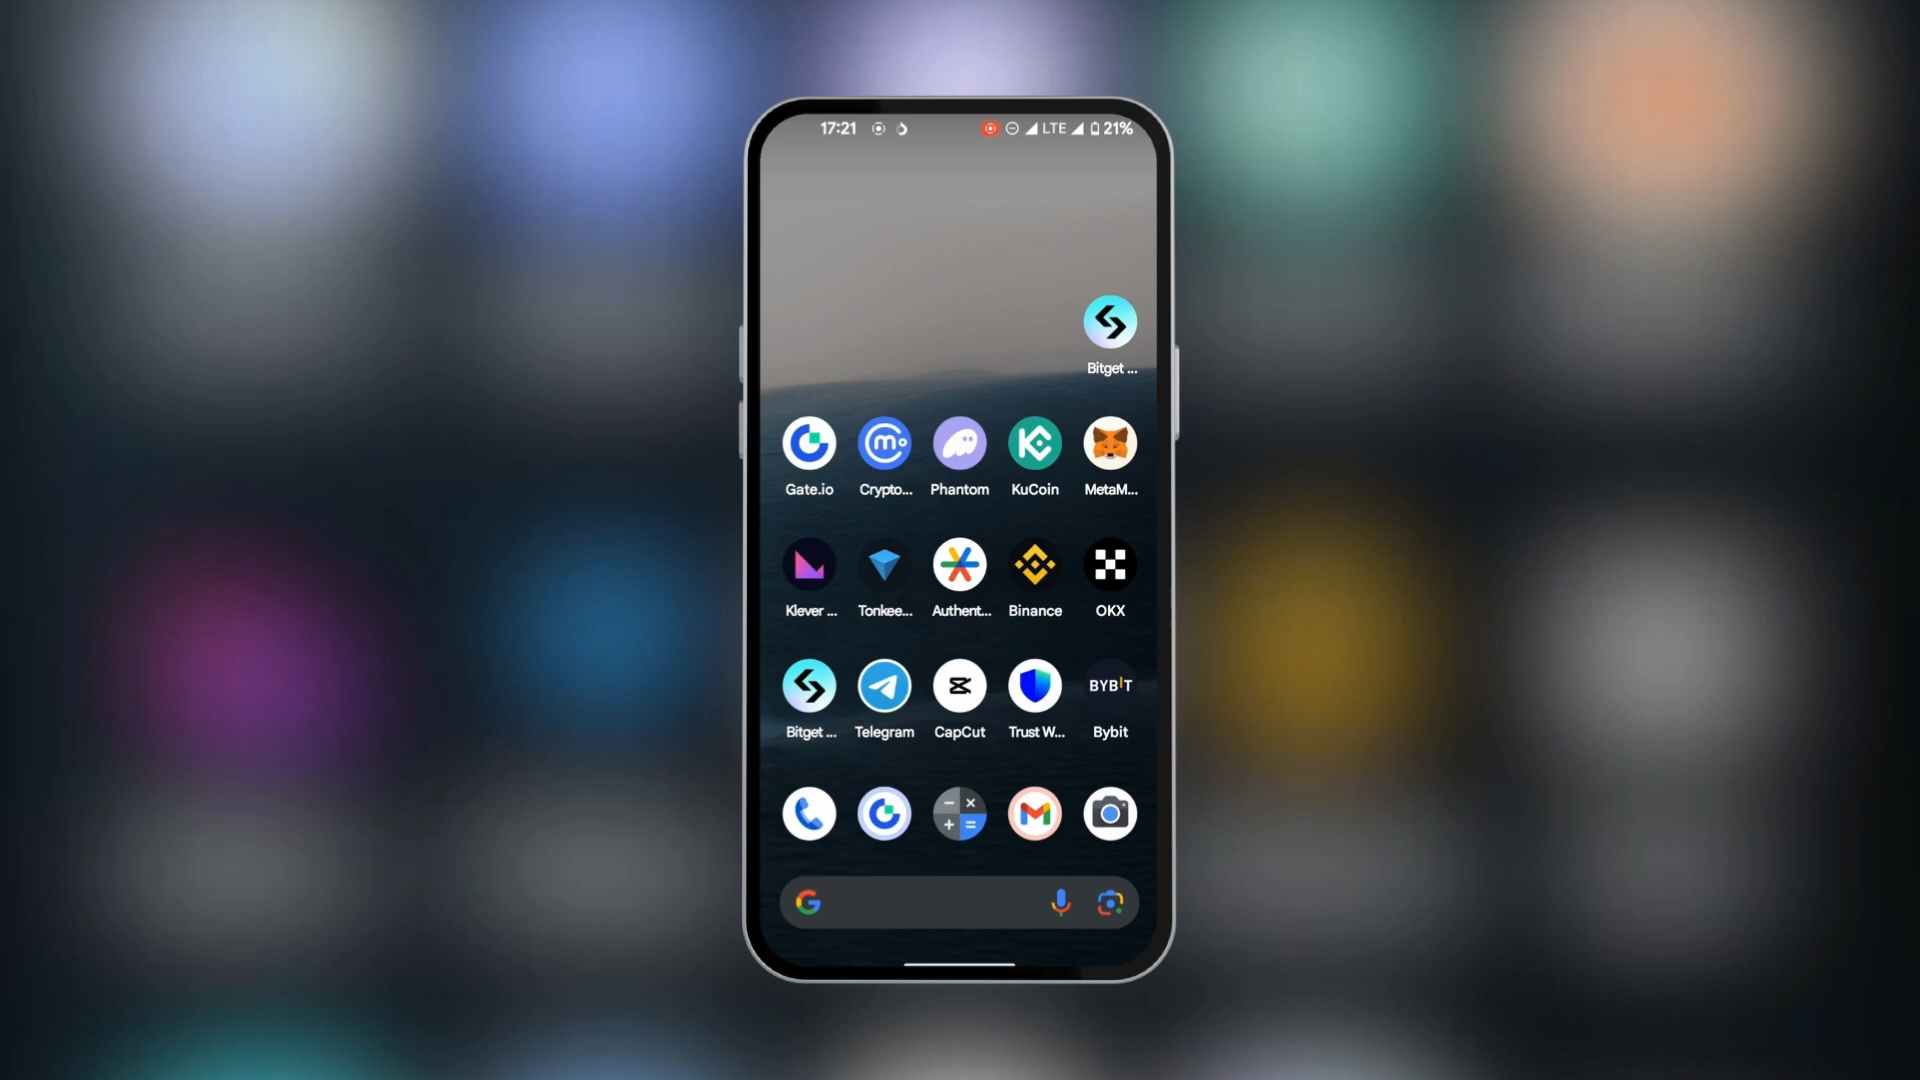 17:21 LTE 21%
Bitget ...
Gate.io Crypto... Phantom KuCoin MetaM...
Klever ... Tonkee... Authent... Binance OKX
BYBIT
Bitget ... Telegram CapCut Trust W... Bybit